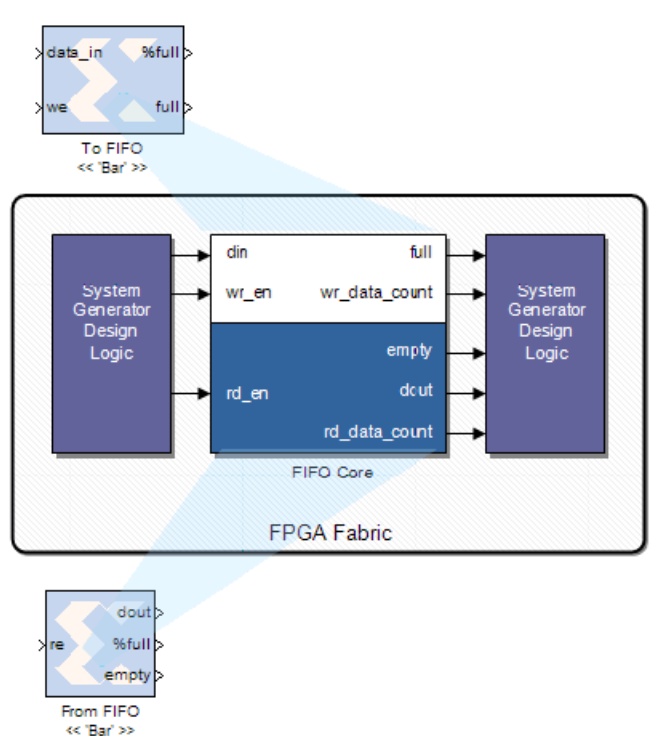 data_in %full
we full
To FIFO
<< 'Bar' >>
System
Generator
Design
Logic
din full
wr_en wr_data_count
empty
rd_en dout
rd_data_count
System
Generator
Design
Logic
FIFO Core
FPGA Fabric
dout
re %full
empty
From FIFO
<< 'Bar' >>